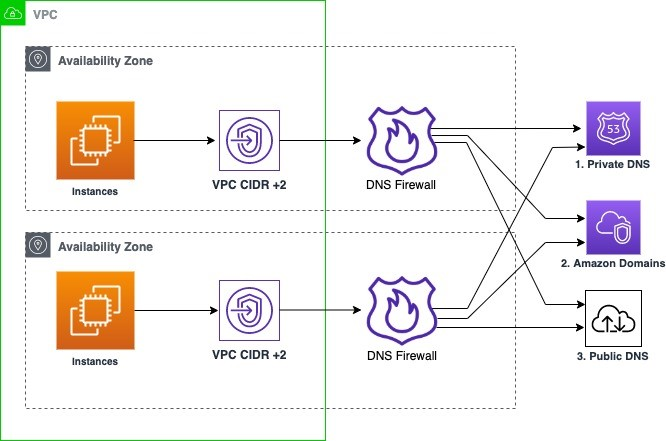 VPC
Availability Zone
Instances
VPC CIDR +2
DNS Firewall
53
1. Private DNS
2. Amazon Domains
Availability Zone
Instances
VPC CIDR +2
DNS Firewall
3. Public DNS